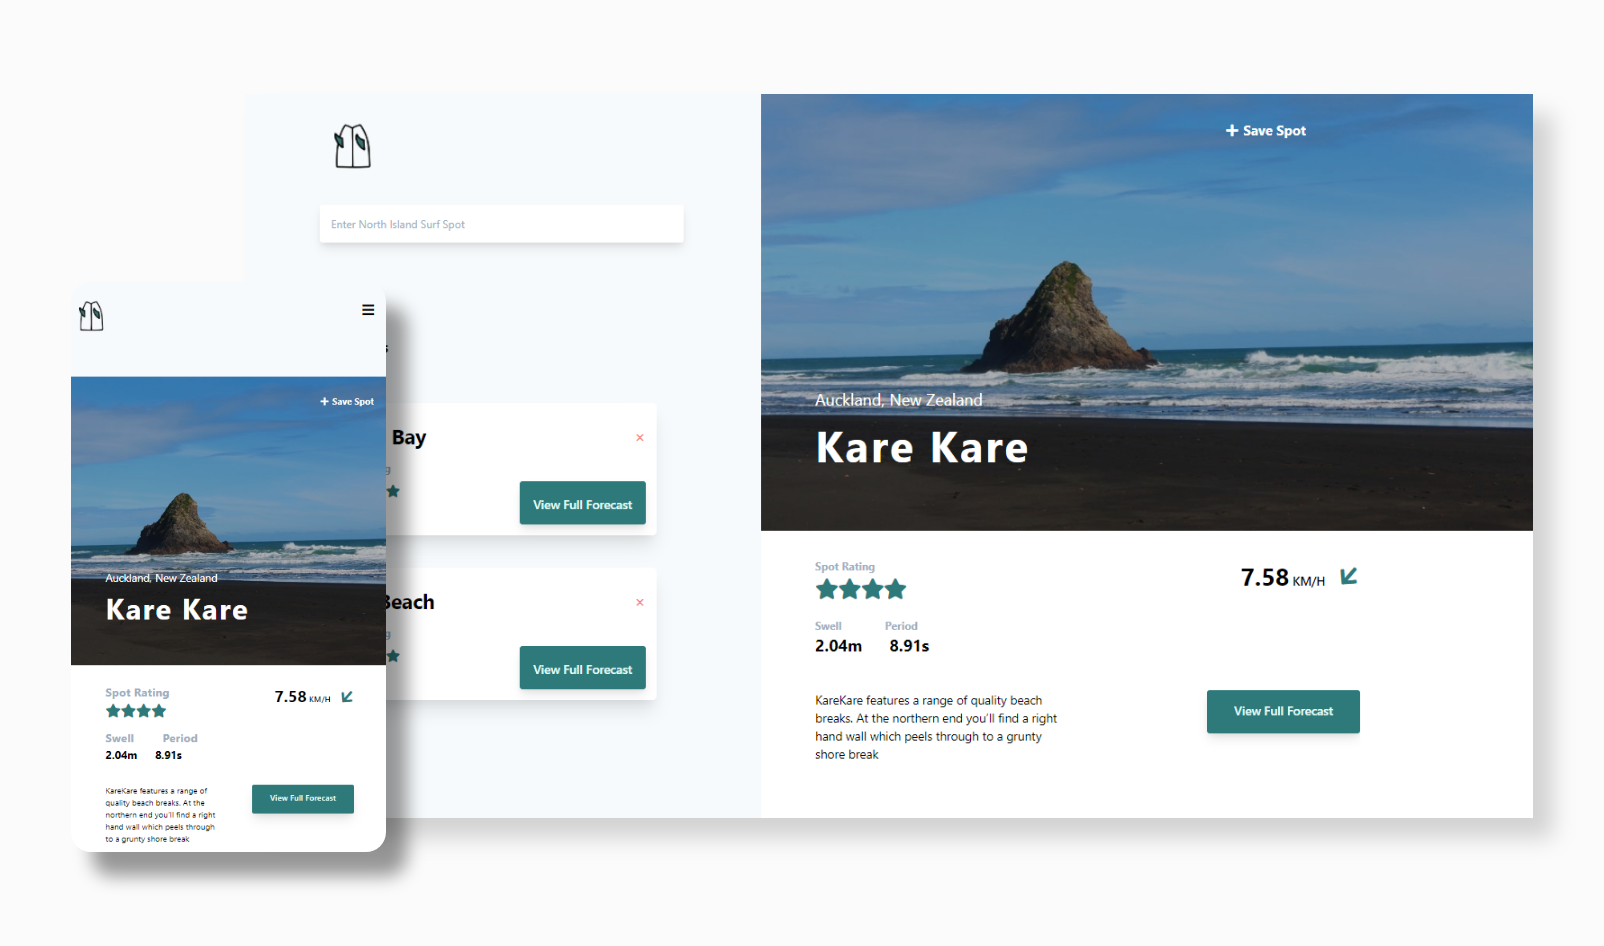 Enter North Island Surf Spot
s
Bay
×
g
View Full Forecast
Beach
×
g
View Full Forecast
+ Save Spot
Auckland, New Zealand
Kare Kare
Spot Rating
7.58 KM/H
Swell Period
2.04m 8.91s
KareKare features a range of quality beach
breaks. At the northern end you'll find a right
hand wall which peels through to a grunty
shore break
View Full Forecast
+ Save Spot
Auckland, New Zealand
Kare Kare
Spot Rating
7.58 KM/H
Swell Period
2.04m 8.91s
KareKare features a range of
quality beach breaks. At the
northern end you'll find a right
hand wall which peels through
to a grunty shore break
View Full Forecast